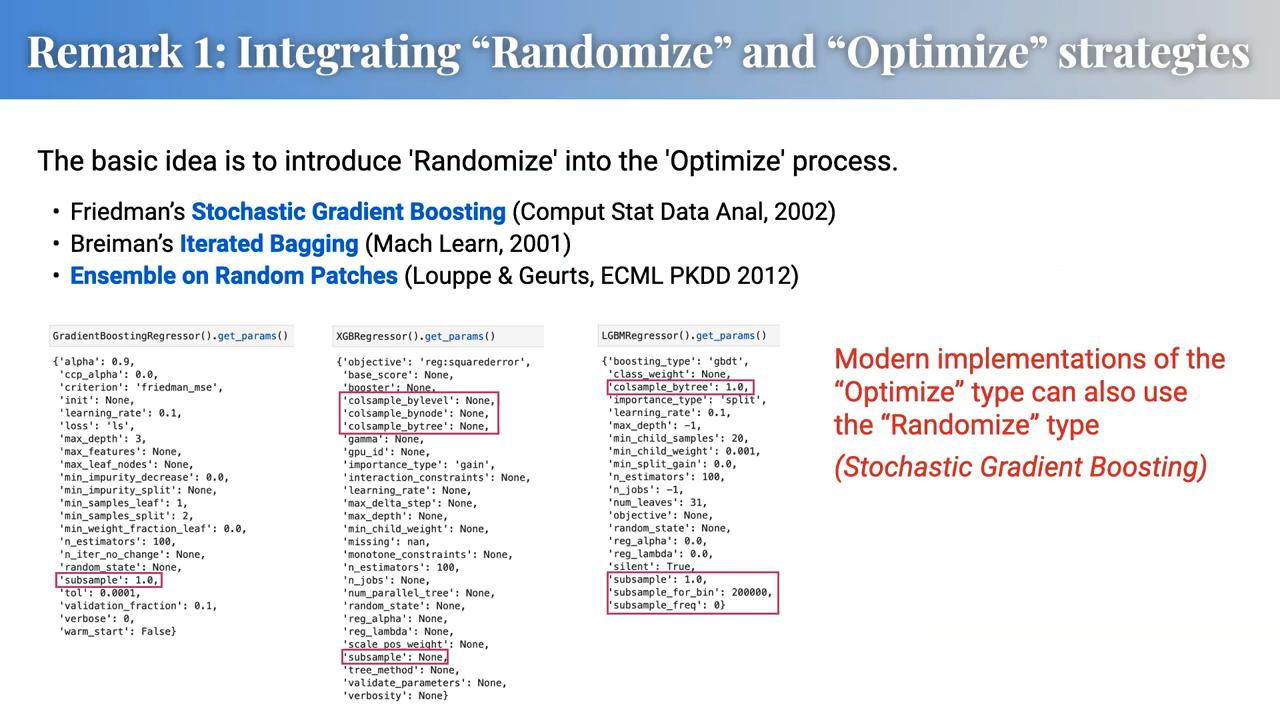 Remark 1: Integrating “Randomize” and “Optimize” strategies
The basic idea is to introduce 'Randomize' into the 'Optimize' process.
• Friedman’s Stochastic Gradient Boosting (Comput Stat Data Anal, 2002)
• Breiman’s Iterated Bagging (Mach Learn, 2001)
• Ensemble on Random Patches (Louppe & Geurts, ECML PKDD 2012)
GradientBoostingRegressor().get_params()
{'alpha': 0.9,
'ccp_alpha': 0.0,
'criterion': 'friedman_mse',
'init': None,
'learning_rate': 0.1,
'loss': 'ls',
'max_depth': 3,
'max_features': None,
'max_leaf_nodes': None,
'min_impurity_decrease': 0.0,
'min_impurity_split': None,
'min_samples_leaf': 1,
'min_samples_split': 2,
'min_weight_fraction_leaf': 0.0,
'n_estimators': 100,
'n_iter_no_change': None,
'random_state': None,
'subsample': 1.0,
'tol': 0.0001,
'validation_fraction': 0.1,
'verbose': 0,
'warm_start': False}
XGBRegressor().get_params()
{'objective': 'reg:squarederror',
'base_score': None,
'booster': None,
'colsample_bylevel': None,
'colsample_bynode': None,
'colsample_bytree': None,
'gamma': None,
'gpu_id': None,
'importance_type': 'gain',
'interaction_constraints': None,
'learning_rate': None,
'max_delta_step': None,
'max_depth': None,
'min_child_weight': None,
'missing': nan,
'monotone_constraints': None,
'n_estimators': 100,
'n_jobs': None,
'num_parallel_tree': None,
'random_state': None,
'reg_alpha': None,
'reg_lambda': None,
'scale_pos_weight': None,
'subsample': None,
'tree_method': None,
'validate_parameters': None,
'verbosity': None}
LGBMRegressor().get_params()
{'boosting_type': 'gbdt',
'class_weight': None,
'colsample_bytree': 1.0,
'importance_type': 'split',
'learning_rate': 0.1,
'max_depth': -1,
'min_child_samples': 20,
'min_child_weight': 0.001,
'min_split_gain': 0.0,
'n_estimators': 100,
'n_jobs': -1,
'num_leaves': 31,
'objective': None,
'random_state': None,
'reg_alpha': 0.0,
'reg_lambda': 0.0,
'silent': True,
'subsample': 1.0,
'subsample_for_bin': 200000,
'subsample_freq': 0}
Modern implementations of the
“Optimize” type can also use
the “Randomize” type
(Stochastic Gradient Boosting)